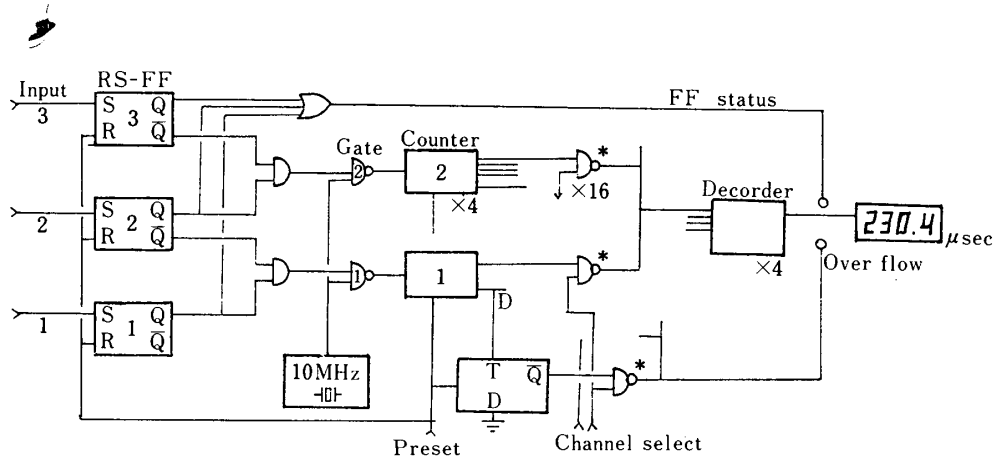 RS-FF
Input
3
S 3 Q
R Q̅
FF status
Gate
Counter
2
2
×4
*
×16
Decorder
×4
230.4
μsec
Over flow
2
S 2 Q
R Q̅
1
1
D
*
1
S 1 Q
R Q̅
10MHz
T Q̅
D
*
Preset
Channel select